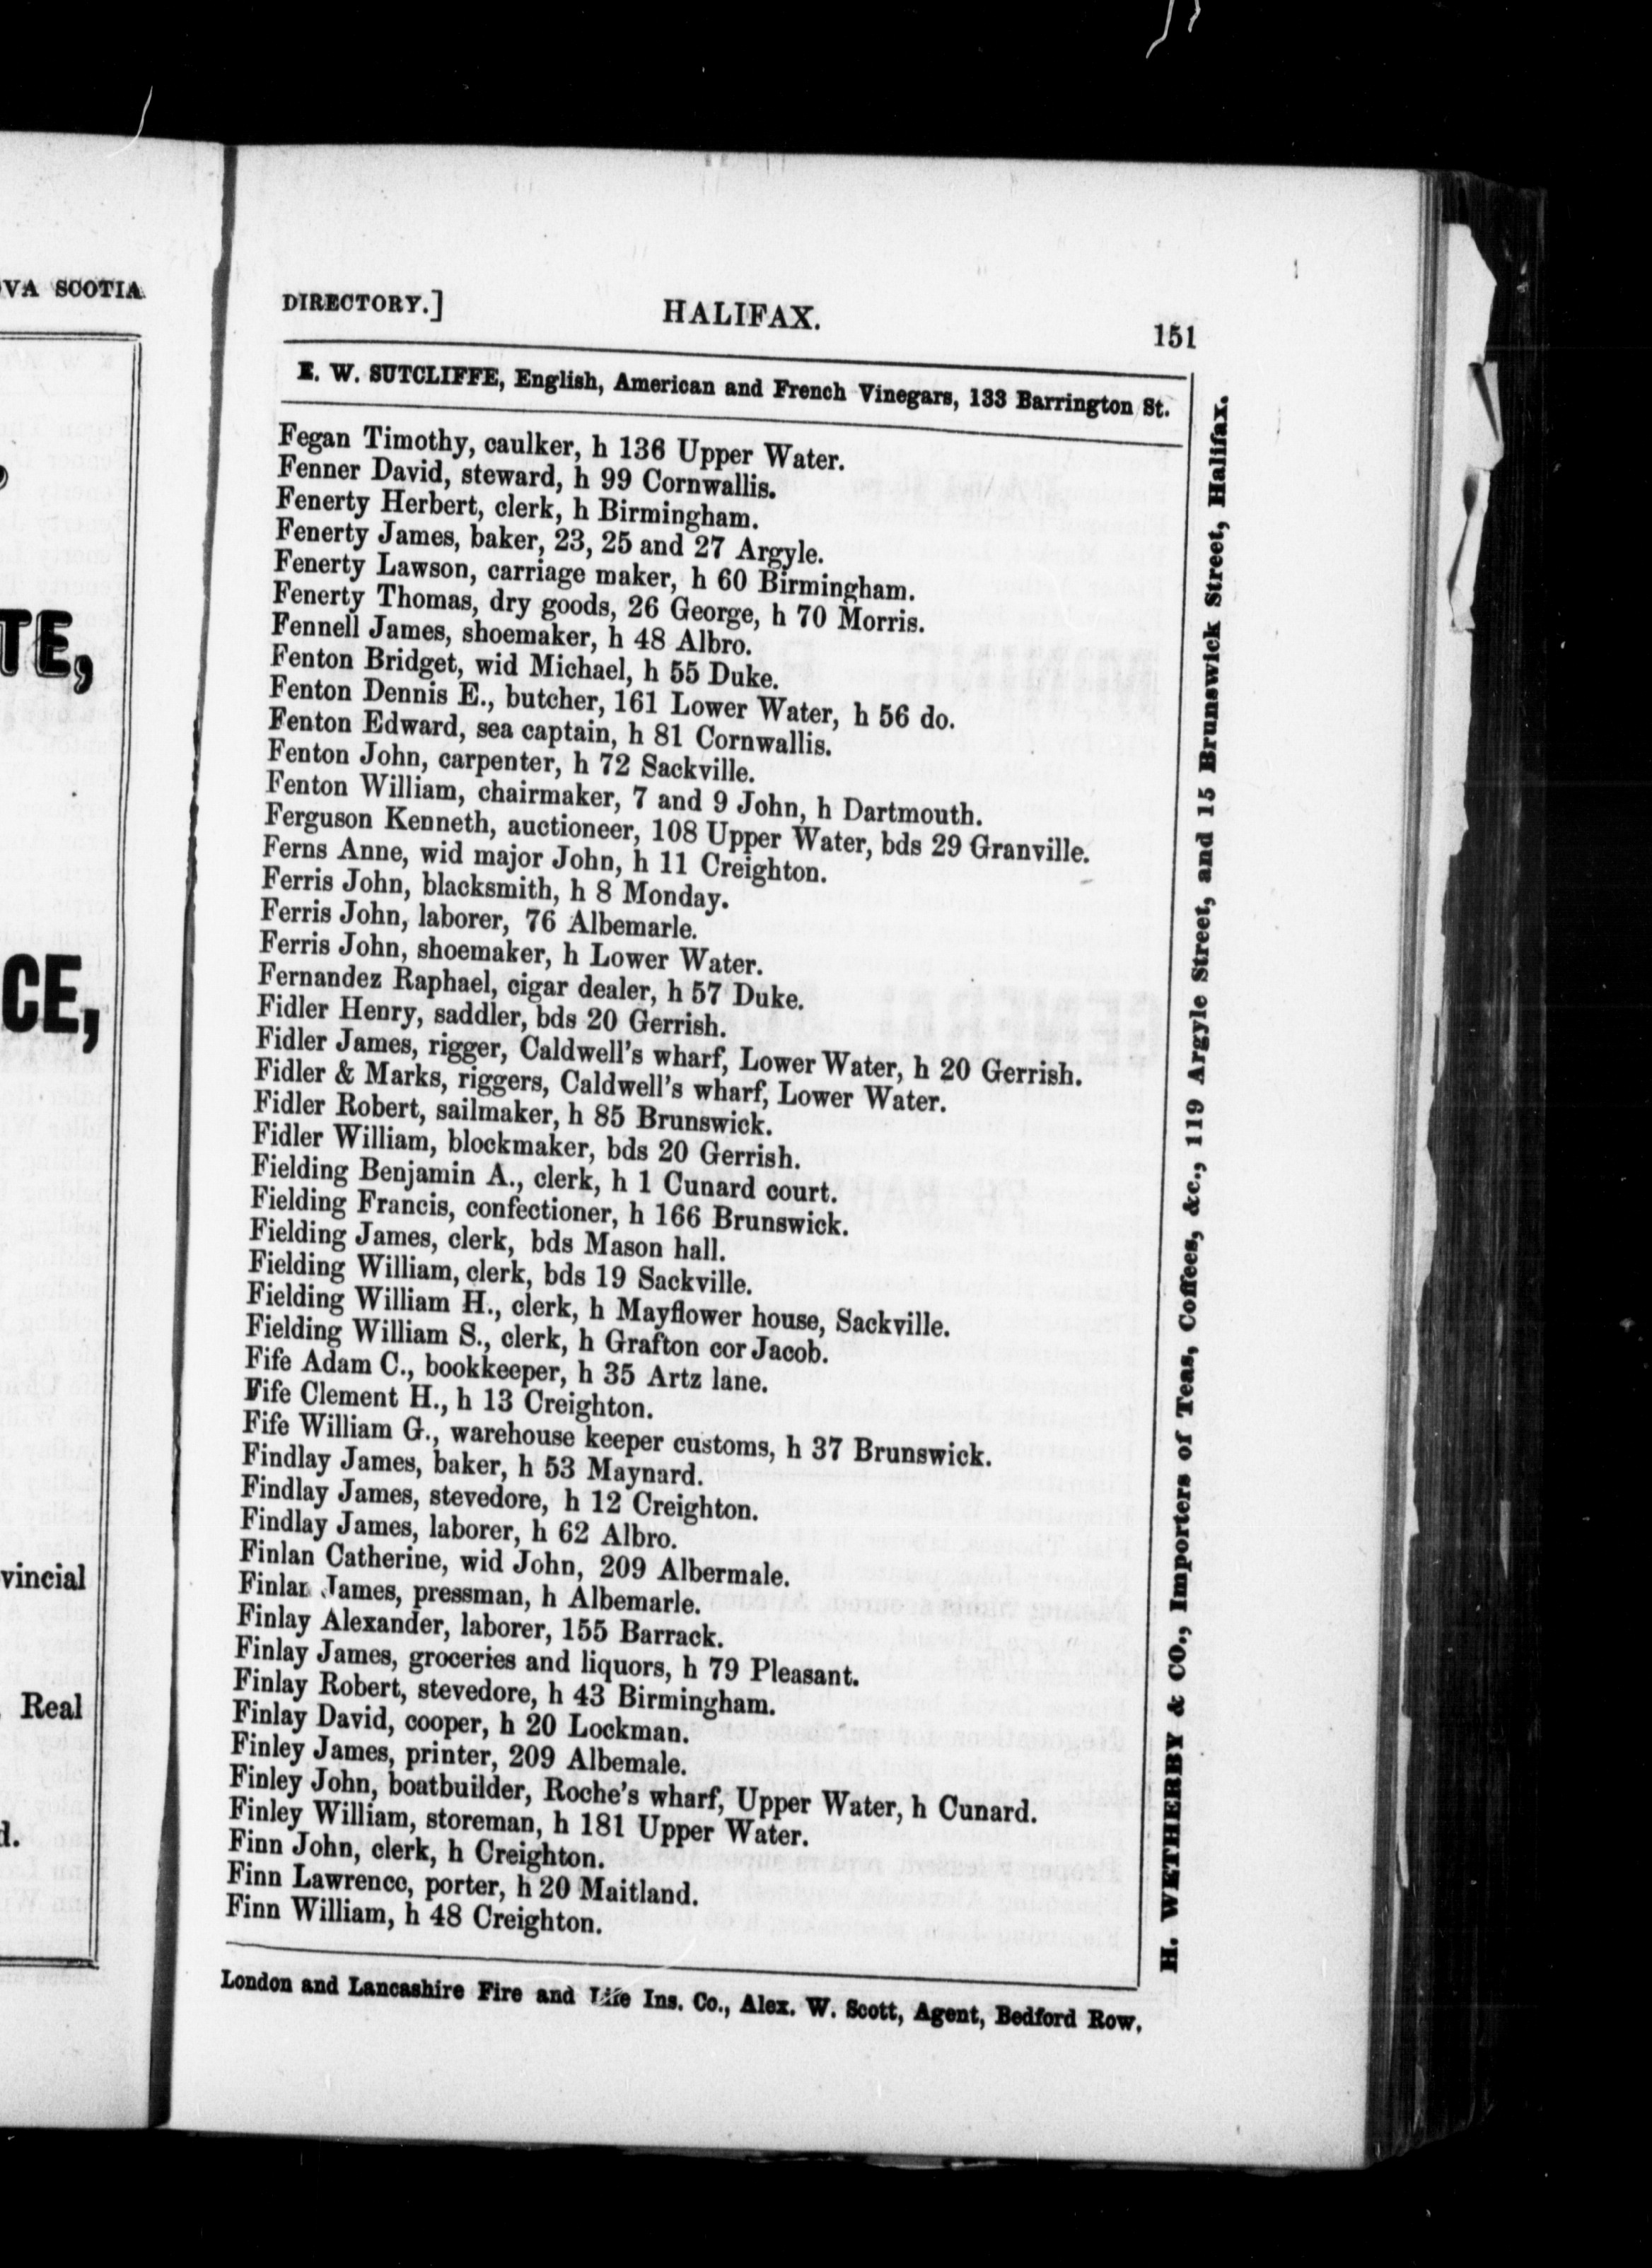 VA SCOTIA
TE,
CE,
vincial
Real
d.
DIRECTORY.] HALIFAX. 151
E. W. SUTCLIFFE, English, American and French Vinegars, 133 Barrington St.
Fegan Timothy, caulker, h 136 Upper Water.
Fenner David, steward, h 99 Cornwallis.
Fenerty Herbert, clerk, h Birmingham.
Fenerty James, baker, 23, 25 and 27 Argyle.
Fenerty Lawson, carriage maker, h 60 Birmingham.
Fenerty Thomas, dry goods, 26 George, h 70 Morris.
Fennell James, shoemaker, h 48 Albro.
Fenton Bridget, wid Michael, h 55 Duke.
Fenton Dennis E., butcher, 161 Lower Water, h 56 do.
Fenton Edward, sea captain, h 81 Cornwallis.
Fenton John, carpenter, h 72 Sackville.
Fenton William, chairmaker, 7 and 9 John, h Dartmouth.
Ferguson Kenneth, auctioneer, 108 Upper Water, bds 29 Granville.
Ferns Anne, wid major John, h 11 Creighton.
Ferris John, blacksmith, h 8 Monday.
Ferris John, laborer, 76 Albemarle.
Ferris John, shoemaker, h Lower Water.
Fernandez Raphael, cigar dealer, h 57 Duke.
Fidler Henry, saddler, bds 20 Gerrish.
Fidler James, rigger, Caldwell's wharf, Lower Water, h 20 Gerrish.
Fidler & Marks, riggers, Caldwell's wharf, Lower Water.
Fidler Robert, sailmaker, h 85 Brunswick.
Fidler William, blockmaker, bds 20 Gerrish.
Fielding Benjamin A., clerk, h 1 Cunard court.
Fielding Francis, confectioner, h 166 Brunswick.
Fielding James, clerk, bds Mason hall.
Fielding William, clerk, bds 19 Sackville.
Fielding William H., clerk, h Mayflower house, Sackville.
Fielding William S., clerk, h Grafton cor Jacob.
Fife Adam C., bookkeeper, h 35 Artz lane.
Fife Clement H., h 13 Creighton.
Fife William G., warehouse keeper customs, h 37 Brunswick.
Findlay James, baker, h 53 Maynard.
Findlay James, stevedore, h 12 Creighton.
Findlay James, laborer, h 62 Albro.
Finlan Catherine, wid John, 209 Albermale.
Finlan James, pressman, h Albemarle.
Finlay Alexander, laborer, 155 Barrack.
Finlay James, groceries and liquors, h 79 Pleasant.
Finlay Robert, stevedore, h 43 Birmingham.
Finlay David, cooper, h 20 Lockman.
Finley James, printer, 209 Albemale.
Finley John, boatbuilder, Roche's wharf, Upper Water, h Cunard.
Finley William, storeman, h 181 Upper Water.
Finn John, clerk, h Creighton.
Finn Lawrence, porter, h 20 Maitland.
Finn William, h 48 Creighton.
London and Lancashire Fire and Life Ins. Co., Alex. W. Scott, Agent, Bedford Row.
H. WETHERBY & CO., Importers of Teas, Coffees, &c., 119 Argyle Street, and 15 Brunswick Street, Halifax.